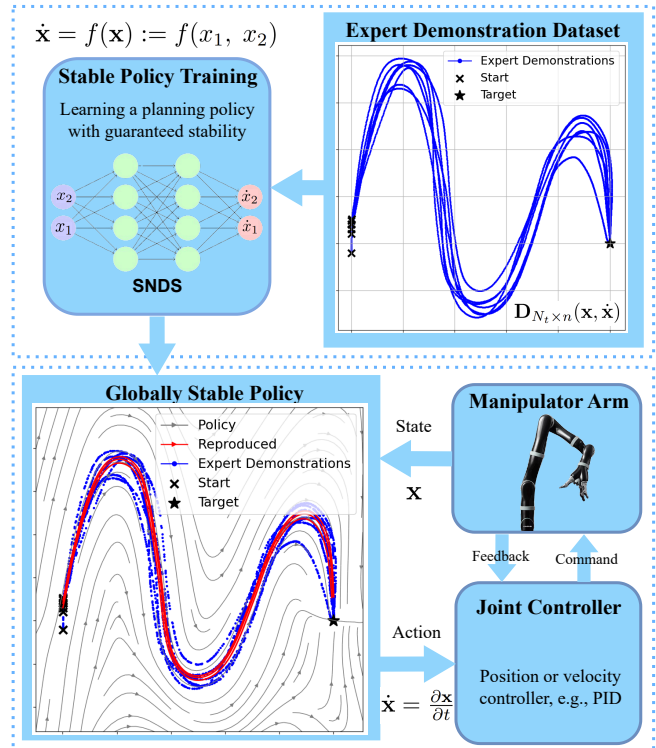 ẋ = f(x) := f(x₁, x₂)
Stable Policy Training
Learning a planning policy
with guaranteed stability
x₂
x₁
ẋ₂
ẋ₁
SNDS
Expert Demonstration Dataset
Expert Demonstrations
Start
Target
D_{N_t×n}(x, ẋ)
Globally Stable Policy
Policy
Reproduced
Expert Demonstrations
Start
Target
State
x
Manipulator Arm
Feedback
Command
Action
ẋ = ∂x/∂t
Joint Controller
Position or velocity
controller, e.g., PID